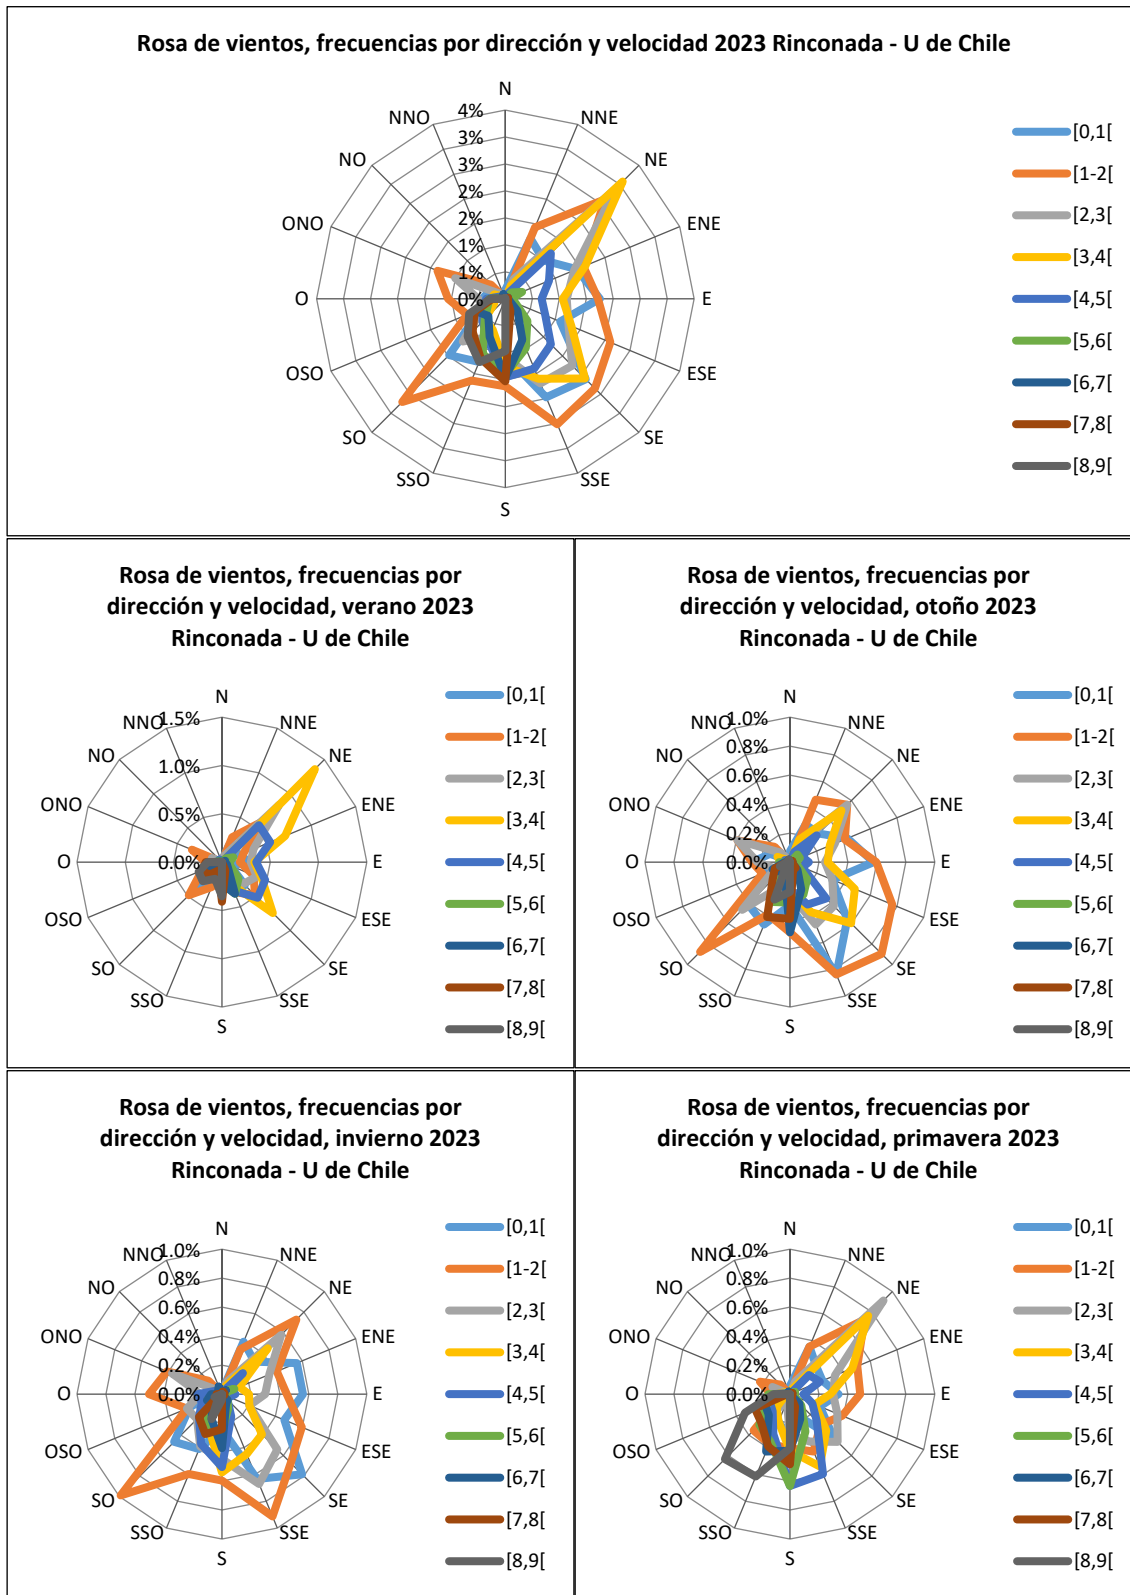 Rosa de vientos, frecuencias por dirección y velocidad 2023 Rinconada - U de Chile
N
NNE
NE
ENE
E
ESE
SE
SSE
S
SSO
SO
OSO
O
ONO
NO
NNO
4%
3%
3%
2%
2%
1%
1%
0%
[0,1[
[1-2[
[2,3[
[3,4[
[4,5[
[5,6[
[6,7[
[7,8[
[8,9[
Rosa de vientos, frecuencias por
dirección y velocidad, verano 2023
Rinconada - U de Chile
N
NNE
NE
ENE
E
ESE
SE
SSE
S
SSO
SO
OSO
O
ONO
NO
NNO
1.5%
1.0%
0.5%
0.0%
[0,1[
[1-2[
[2,3[
[3,4[
[4,5[
[5,6[
[6,7[
[7,8[
[8,9[
Rosa de vientos, frecuencias por
dirección y velocidad, otoño 2023
Rinconada - U de Chile
N
NNE
NE
ENE
E
ESE
SE
SSE
S
SSO
SO
OSO
O
ONO
NO
NNO
1.0%
0.8%
0.6%
0.4%
0.2%
0.0%
[0,1[
[1-2[
[2,3[
[3,4[
[4,5[
[5,6[
[6,7[
[7,8[
[8,9[
Rosa de vientos, frecuencias por
dirección y velocidad, invierno 2023
Rinconada - U de Chile
N
NNE
NE
ENE
E
ESE
SE
SSE
S
SSO
SO
OSO
O
ONO
NO
NNO
1.0%
0.8%
0.6%
0.4%
0.2%
0.0%
[0,1[
[1-2[
[2,3[
[3,4[
[4,5[
[5,6[
[6,7[
[7,8[
[8,9[
Rosa de vientos, frecuencias por
dirección y velocidad, primavera 2023
Rinconada - U de Chile
N
NNE
NE
ENE
E
ESE
SE
SSE
S
SSO
SO
OSO
O
ONO
NO
NNO
1.0%
0.8%
0.6%
0.4%
0.2%
0.0%
[0,1[
[1-2[
[2,3[
[3,4[
[4,5[
[5,6[
[6,7[
[7,8[
[8,9[